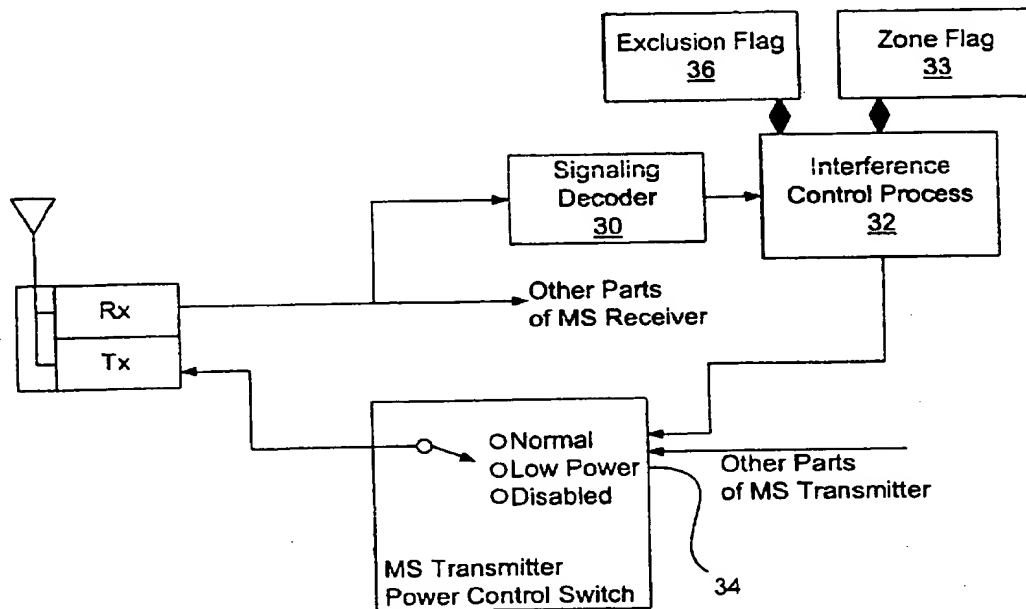 Exclusion Flag
36
Zone Flag
33
Signaling
Decoder
30
Interference
Control Process
32
Rx
Tx
Other Parts
of MS Receiver
Normal
Low Power
Disabled
Other Parts
of MS Transmitter
MS Transmitter
Power Control Switch
34